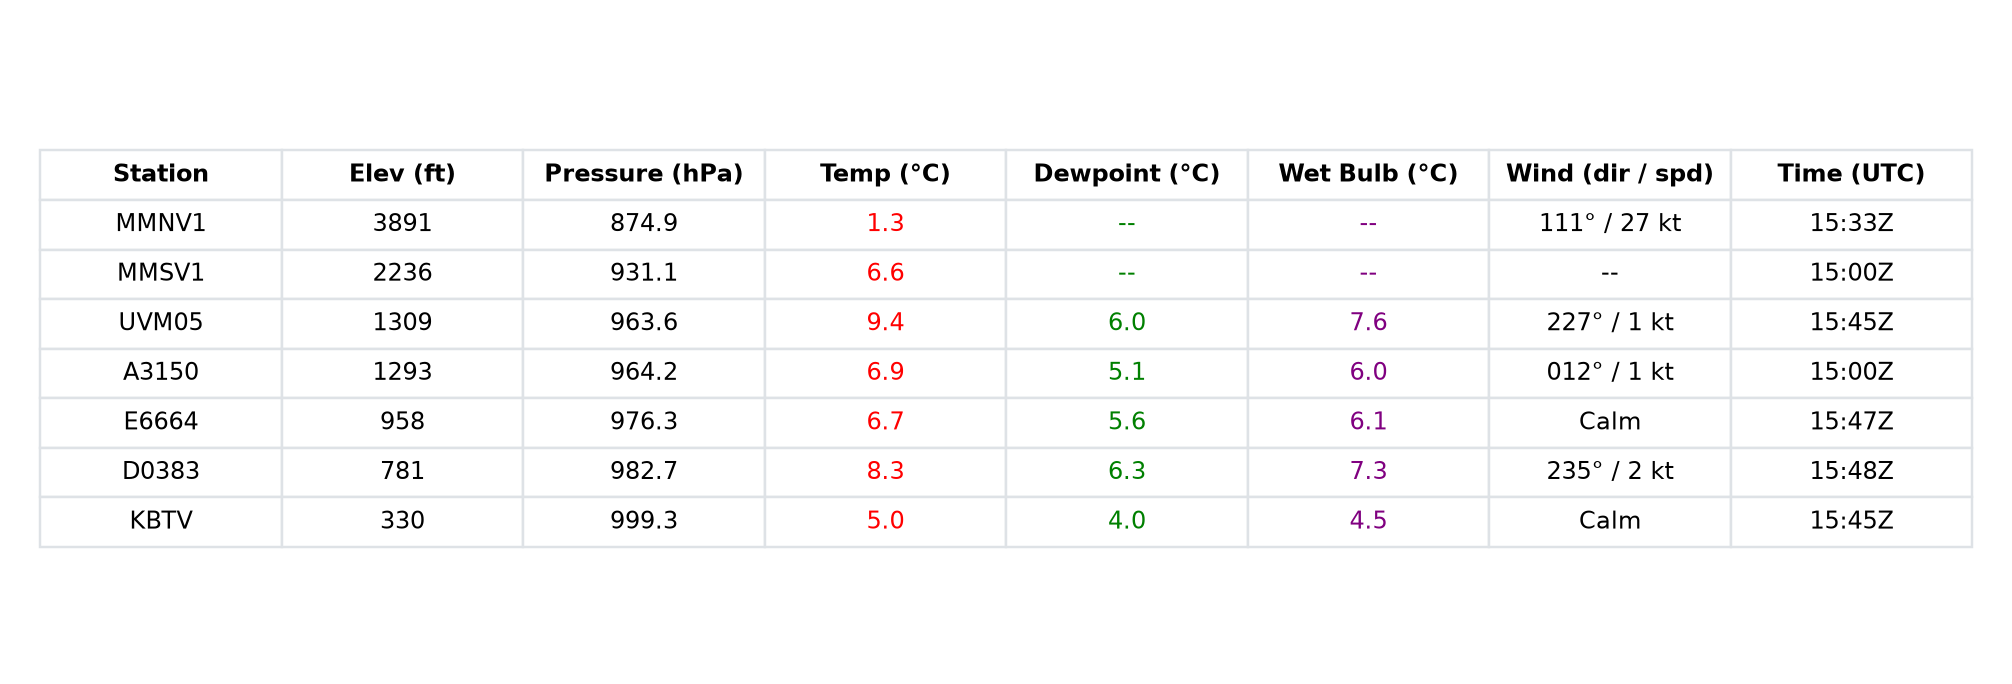 Station Elev (ft) Pressure (hPa) Temp (°C) Dewpoint (°C) Wet Bulb (°C) Wind (dir / spd) Time (UTC)
MMNV1 3891 874.9 1.3 -- -- 111° / 27 kt 15:33Z
MMSV1 2236 931.1 6.6 -- -- -- 15:00Z
UVM05 1309 963.6 9.4 6.0 7.6 227° / 1 kt 15:45Z
A3150 1293 964.2 6.9 5.1 6.0 012° / 1 kt 15:00Z
E6664 958 976.3 6.7 5.6 6.1 Calm 15:47Z
D0383 781 982.7 8.3 6.3 7.3 235° / 2 kt 15:48Z
KBTV 330 999.3 5.0 4.0 4.5 Calm 15:45Z